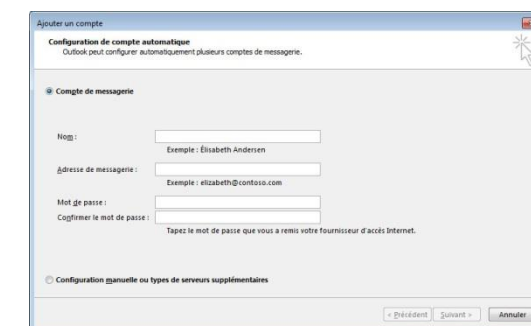 Ajouter un compte
Configuration de compte automatique
Outlook peut configurer automatiquement plusieurs comptes de messagerie.
Compte de messagerie
Nom :
Exemple : Élisabeth Andersen
Adresse de messagerie :
Exemple : elizabeth@contoso.com
Mot de passe :
Confirmer le mot de passe :
Tapez le mot de passe que vous a remis votre fournisseur d'accès Internet.
Configuration manuelle ou types de serveurs supplémentaires
< Précédent Suivant > Annuler